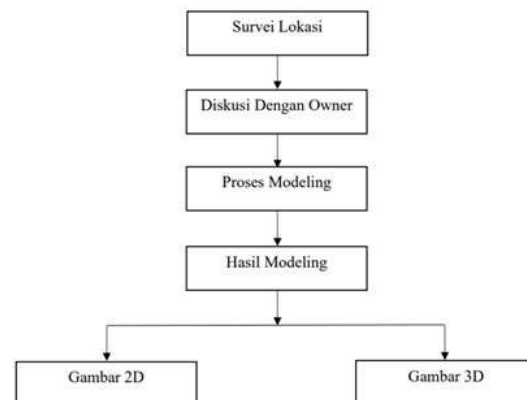 Survei Lokasi
Diskusi Dengan Owner
Proses Modeling
Hasil Modeling
Gambar 2D
Gambar 3D